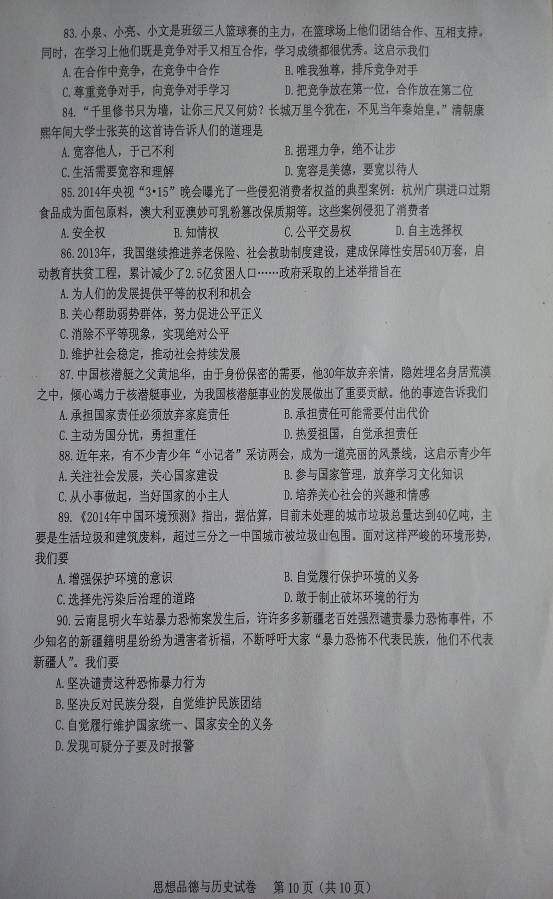 83.小泉、小亮、小文是班级三人篮球赛的主力，在篮球场上他们团结合作、互相支持。
同时，在学习上他们既是竞争对手又相互合作，学习成绩都很优秀。这启示我们
A.在合作中竞争，在竞争中合作 B.唯我独尊，排斥竞争对手
C.尊重竞争对手，向竞争对手学习 D.把竞争放在第一位，合作放在第二位
84.“千里修书只为墙，让你三尺又何妨？长城万里今犹在，不见当年秦始皇。”清朝康
熙年间大学士张英的这首诗告诉人们的道理是
A.宽容他人，于己不利 B.据理力争，绝不让步
C.生活需要宽容和理解 D.宽容是美德，要宽以待人
85.2014年央视“3•15”晚会曝光了一些侵犯消费者权益的典型案例：杭州广琪进口过期
食品成为面包原料，澳大利亚澳妙可乳粉篡改保质期等。这些案例侵犯了消费者
A.安全权 B.知情权 C.公平交易权 D.自主选择权
86.2013年，我国继续推进养老保险、社会救助制度建设，建成保障性安居540万套，启
动教育扶贫工程，累计减少了2.5亿贫困人口……政府采取的上述举措旨在
A.为人们的发展提供平等的权利和机会
B.关心帮助弱势群体，努力促进公平正义
C.消除不平等现象，实现绝对公平
D.维护社会稳定，推动社会持续发展
87.中国核潜艇之父黄旭华，由于身份保密的需要，他30年放弃亲情，隐姓埋名身居荒漠
之中，倾心竭力于核潜艇事业，为我国核潜艇事业的发展做出了重要贡献。他的事迹告诉我们
A.承担国家责任必须放弃家庭责任 B.承担责任可能需要付出代价
C.主动为国分忧，勇担重任 D.热爱祖国，自觉承担责任
88.近年来，有不少青少年“小记者”采访两会，成为一道亮丽的风景线，这启示青少年
A.关注社会发展，关心国家建设 B.参与国家管理，放弃学习文化知识
C.从小事做起，当好国家的小主人 D.培养关心社会的兴趣和情感
89.《2014年中国环境预测》指出，据估算，目前未处理的城市垃圾总量达到40亿吨，主
要是生活垃圾和建筑废料，超过三分之一中国城市被垃圾山包围。面对这样严峻的环境形势，
我们要
A.增强保护环境的意识 B.自觉履行保护环境的义务
C.选择先污染后治理的道路 D.敢于制止破坏环境的行为
90.云南昆明火车站暴力恐怖案发生后，许许多多新疆老百姓强烈谴责暴力恐怖事件，不
少知名的新疆籍明星纷纷为遇害者祈福，不断呼吁大家“暴力恐怖不代表民族，他们不代表
新疆人”。我们要
A.坚决谴责这种恐怖暴力行为
B.坚决反对民族分裂，自觉维护民族团结
C.自觉履行维护国家统一、国家安全的义务
D.发现可疑分子要及时报警
思想品德与历史试卷 第10页（共10页）